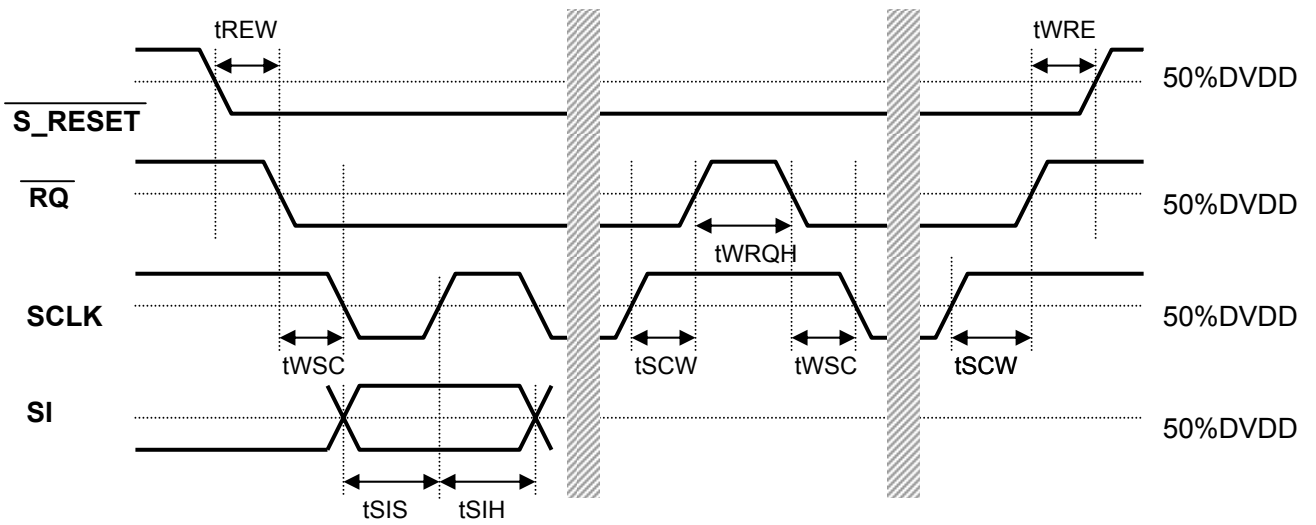 tREW
tWRE
50%DVDD
S_RESET
RQ
50%DVDD
tWRQH
SCLK
50%DVDD
tWSC
tSCW
tWSC
tSCW
SI
50%DVDD
tSIS
tSIH